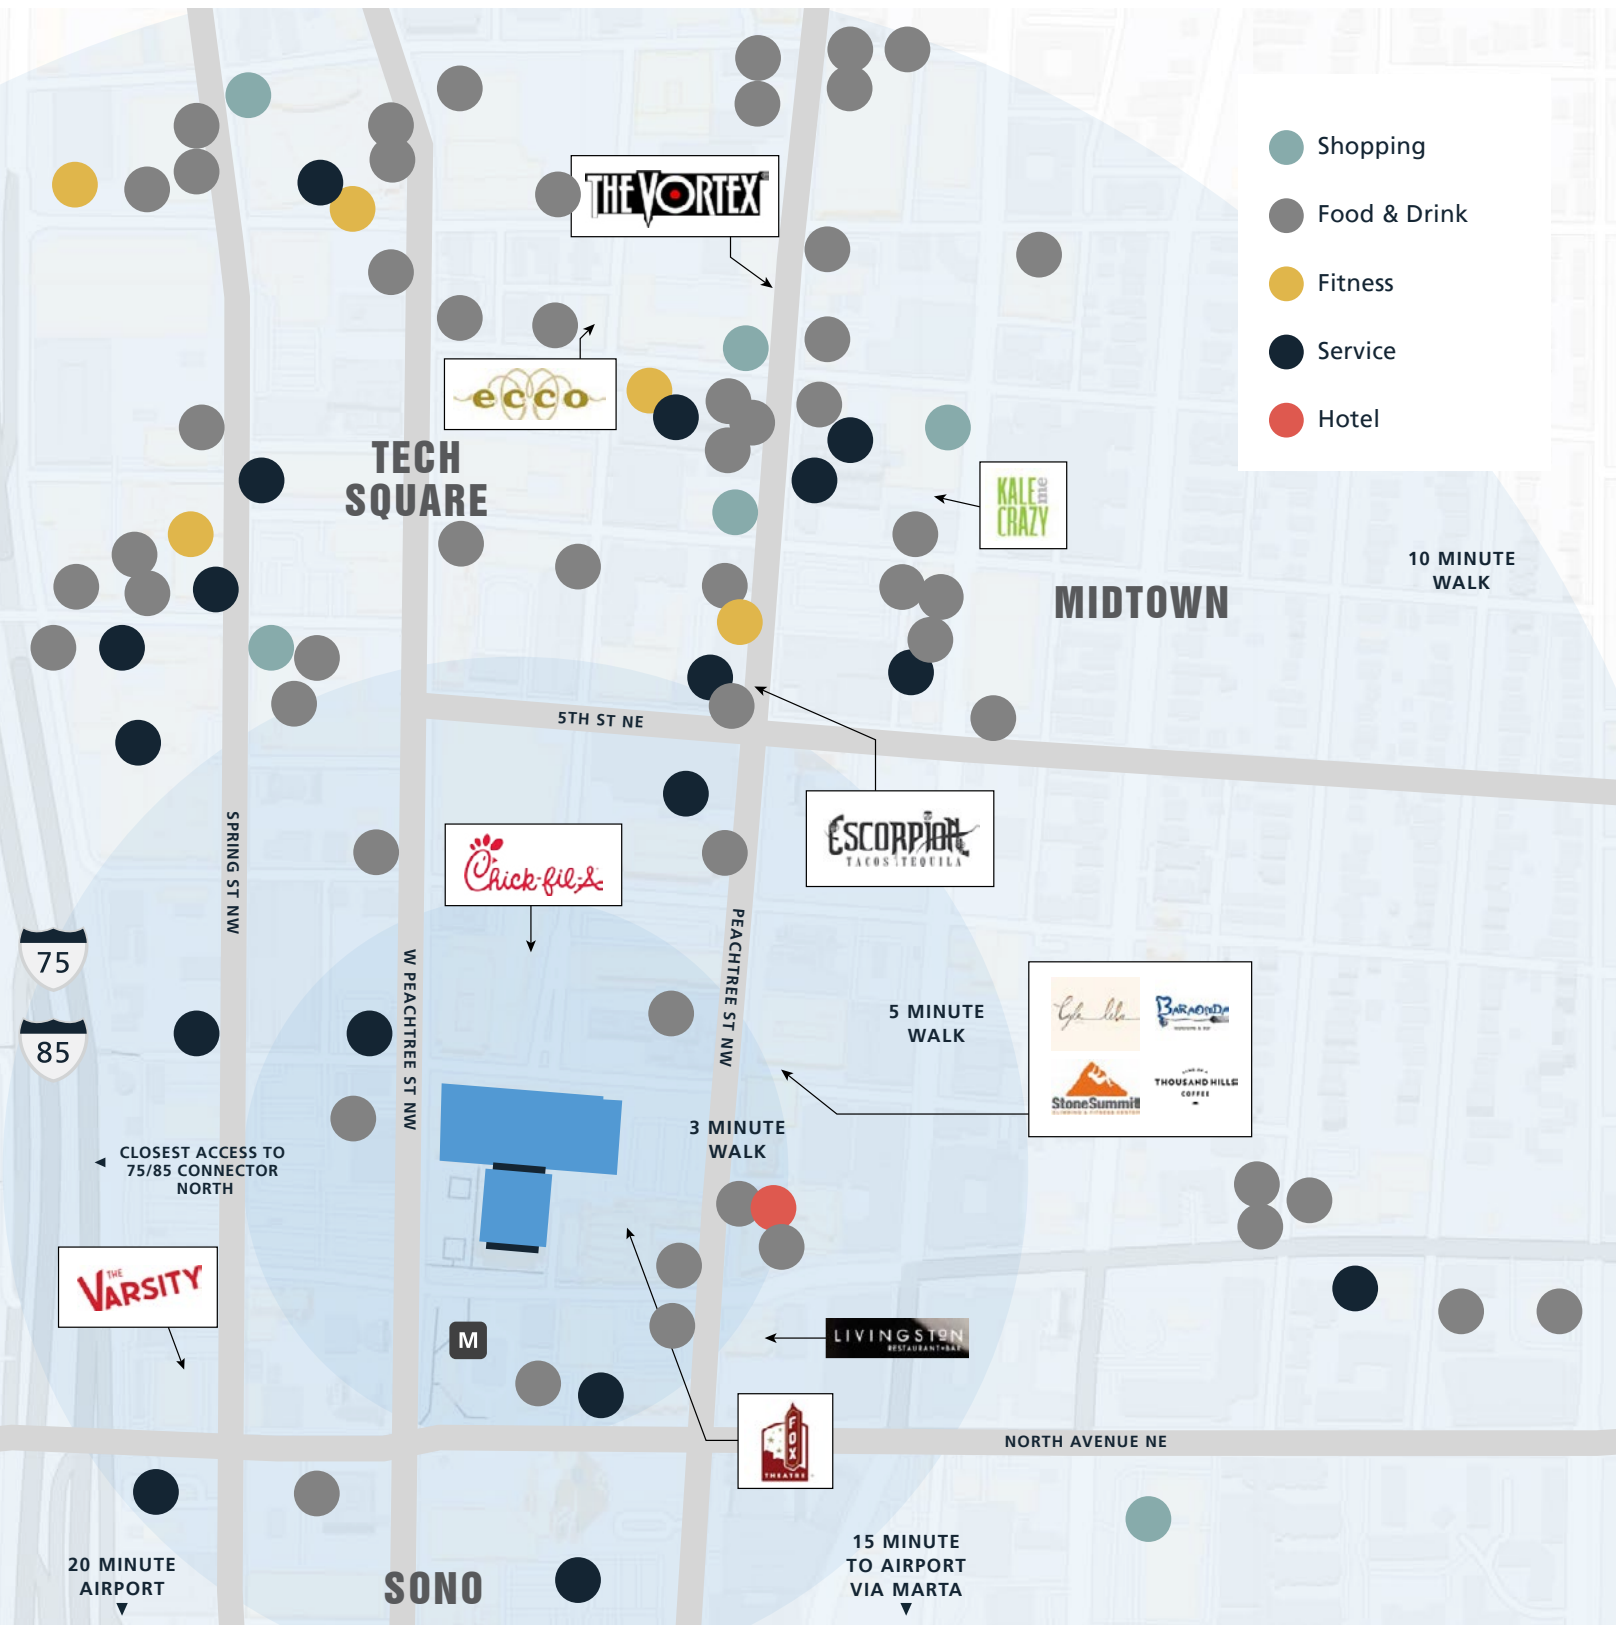 Shopping
Food & Drink
Fitness
Service
Hotel
THE VORTEX
ecco
TECH
SQUARE
KALE me
CRAZY
MIDTOWN
10 MINUTE
WALK
5TH ST NE
ESCORPION
TACOS TEQUILA
Chick-fil-A
SPRING ST NW
W PEACHTREE ST NW
PEACHTREE ST NW
75
85
5 MINUTE
WALK
BARAONDA
StoneSummit
CLIMBING & FITNESS CENTER
THOUSAND HILLS
COFFEE
3 MINUTE
WALK
CLOSEST ACCESS TO
75/85 CONNECTOR
NORTH
THE
VARSITY
M
LIVINGSTON
RESTAURANT+BAR
FOX
THEATRE
NORTH AVENUE NE
20 MINUTE
AIRPORT
SONO
15 MINUTE
TO AIRPORT
VIA MARTA